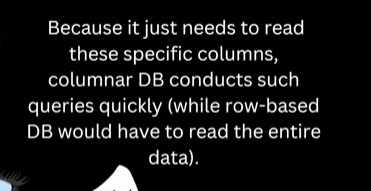 Because it just needs to read
these specific columns,
columnar DB conducts such
queries quickly (while row-based
DB would have to read the entire
data).